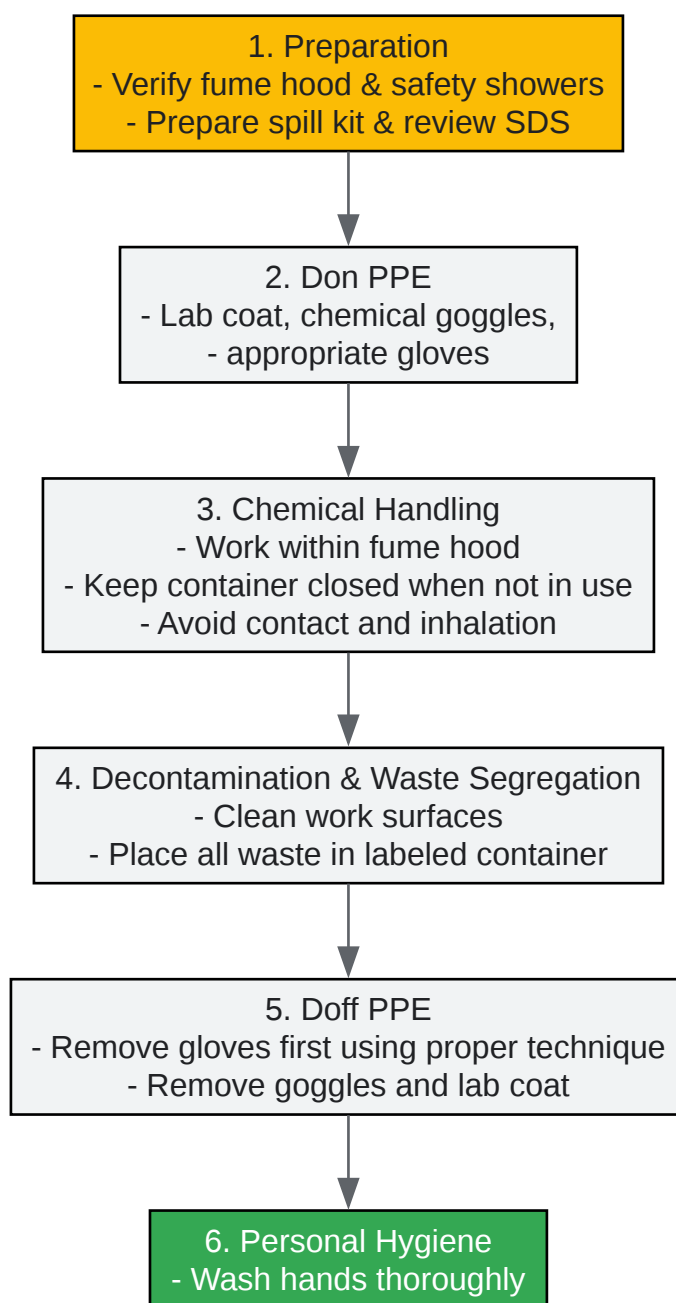 1. Preparation
- Verify fume hood & safety showers
- Prepare spill kit & review SDS
2. Don PPE
- Lab coat, chemical goggles,
- appropriate gloves
3. Chemical Handling
- Work within fume hood
- Keep container closed when not in use
- Avoid contact and inhalation
4. Decontamination & Waste Segregation
- Clean work surfaces
- Place all waste in labeled container
5. Doff PPE
- Remove gloves first using proper technique
- Remove goggles and lab coat
6. Personal Hygiene
- Wash hands thoroughly